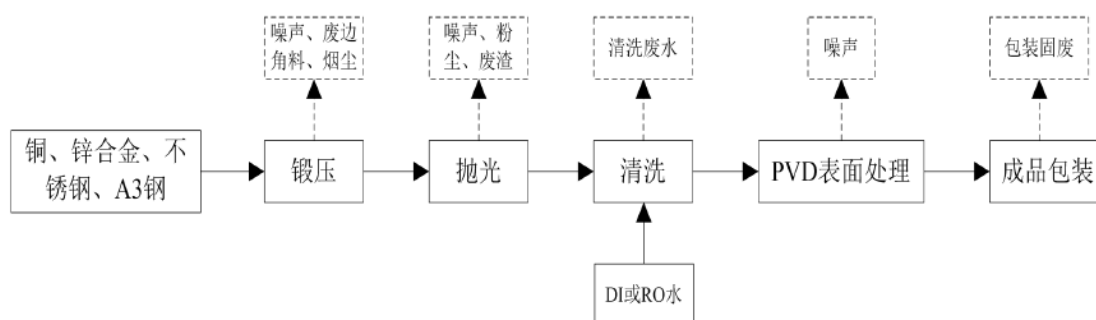 噪声、废边
角料、烟尘
噪声、粉
尘、废渣
清洗废水
噪声
包装固废
铜、锌合金、不
锈钢、A3钢
锻压
抛光
清洗
PVD表面处理
成品包装
DI或RO水